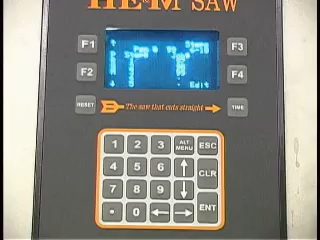 HE&M SAW
F1
F3
F2
Edit
F4
RESET
The saw that cuts straight
TIME
1 2 3 ALT MENU ESC
4 5 6 CLR
7 8 9
0 ENT